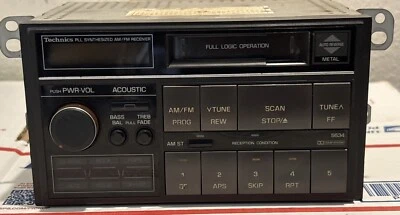 Technics PLL SYNTHESIZED AM/FM RECEIVER
FULL LOGIC OPERATION
AUTO REVERSE
METAL
PUSH PWR·VOL ACOUSTIC
AM/FM ∨TUNE SCAN TUNE∧
PROG REW STOP/▲ FF
BASS TREB
BAL PULL FADE
AM ST RECEPTION CONDITION
1 2 3 4 5
APS SKIP RPT